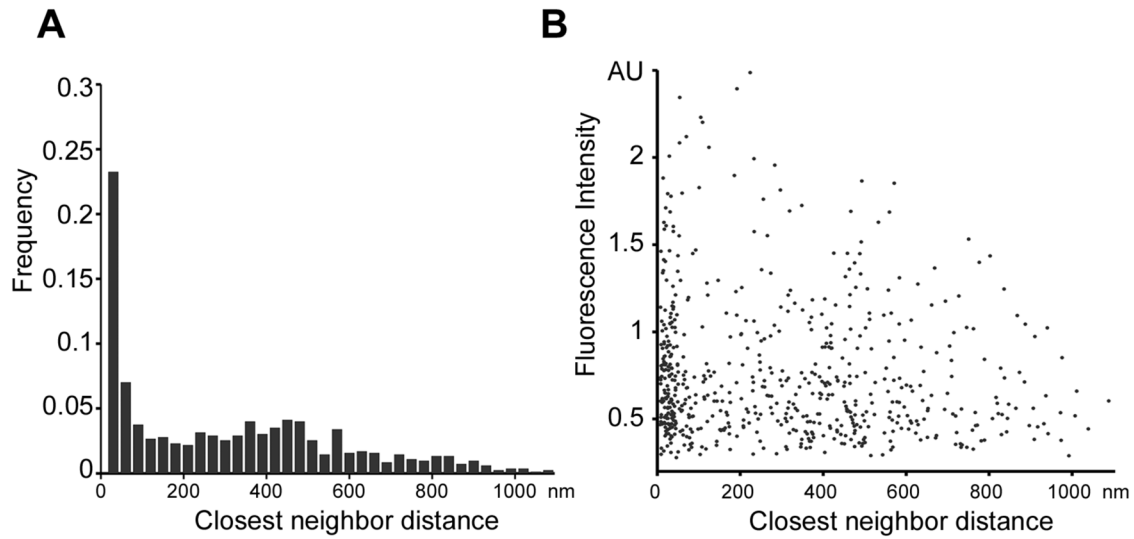 A
B
0.3
0.25
0.2
0.15
0.1
0.05
0
Frequency
0 200 400 600 800 1000 nm
Closest neighbor distance
AU
2
1.5
1
0.5
Fluorescence Intensity
0 200 400 600 800 1000 nm
Closest neighbor distance